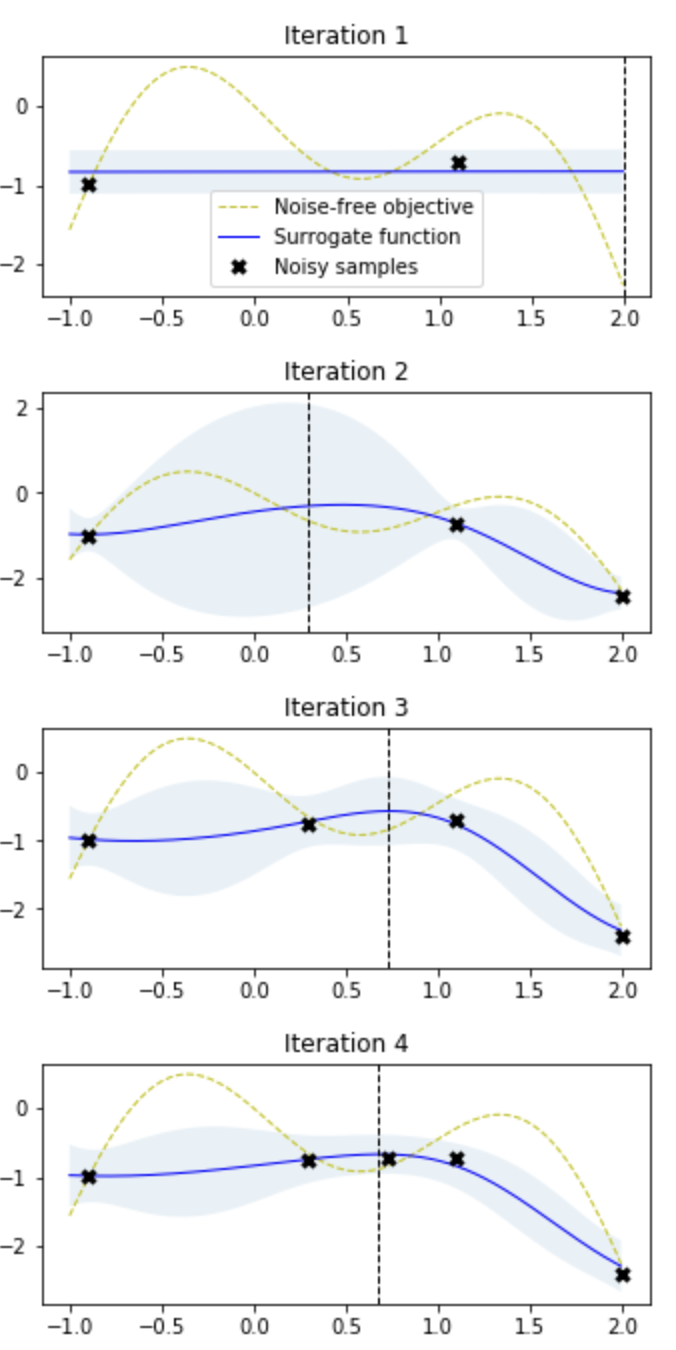 Iteration 1
0
−1
−2
Noise-free objective
Surrogate function
Noisy samples
−1.0 −0.5 0.0 0.5 1.0 1.5 2.0
Iteration 2
2
0
−2
−1.0 −0.5 0.0 0.5 1.0 1.5 2.0
Iteration 3
0
−1
−2
−1.0 −0.5 0.0 0.5 1.0 1.5 2.0
Iteration 4
0
−1
−2
−1.0 −0.5 0.0 0.5 1.0 1.5 2.0